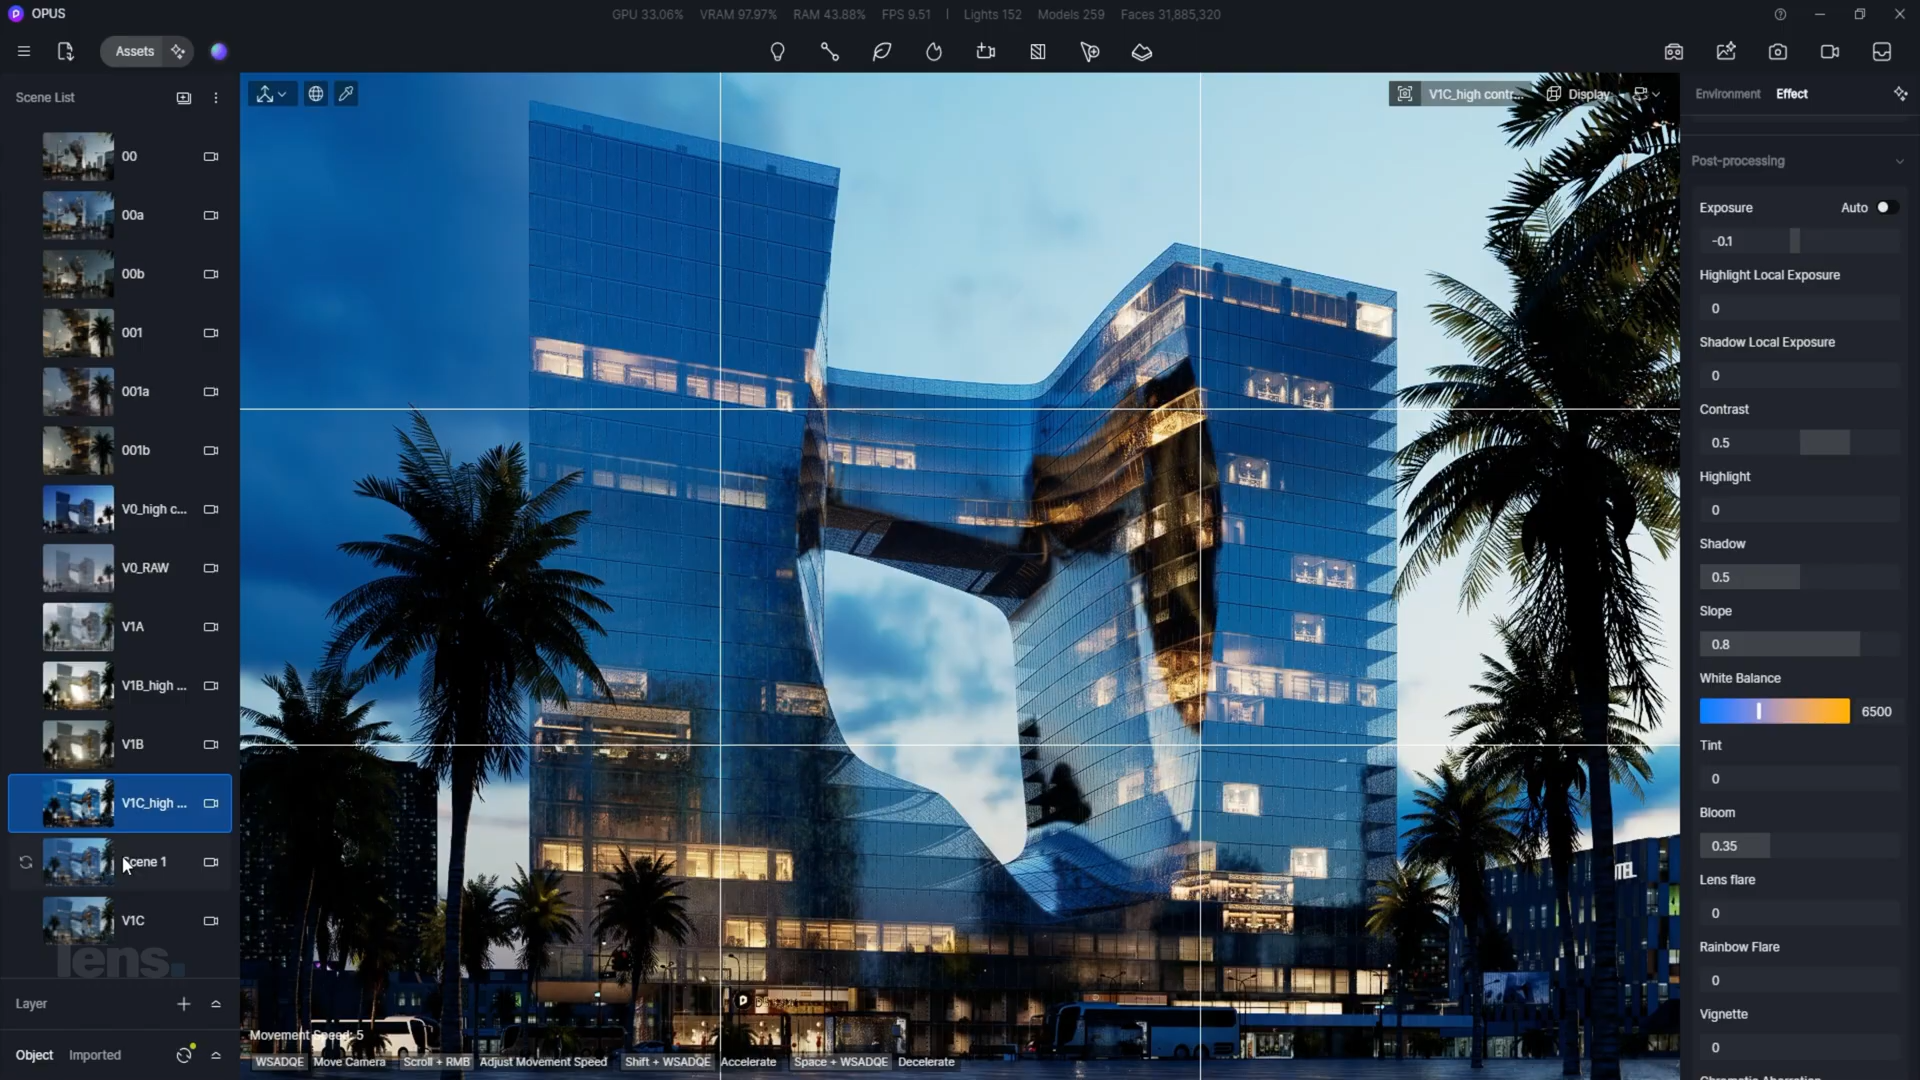 OPUS
GPU 33.06% VRAM 97.97% RAM 43.88% FPS 9.51 | Lights 152 Models 259 Faces 31,885,320
Assets
Scene List
00
00a
00b
001
001a
001b
V0_high c...
V0_RAW
V1A
V1B_high ...
V1B
V1C_high ...
Scene 1
V1C
lens.
Layer
Object Imported
V1C_high contr...
Display
HOTEL
Movement Speed: 5
WSADQE Move Camera Scroll + RMB Adjust Movement Speed Shift + WSADQE Accelerate Space + WSADQE Decelerate
Environment Effect
Post-processing
Exposure Auto
-0.1
Highlight Local Exposure
0
Shadow Local Exposure
0
Contrast
0.5
Highlight
0
Shadow
0.5
Slope
0.8
White Balance
6500
Tint
0
Bloom
0.35
Lens flare
0
Rainbow Flare
0
Vignette
0
Chromatic Aberration